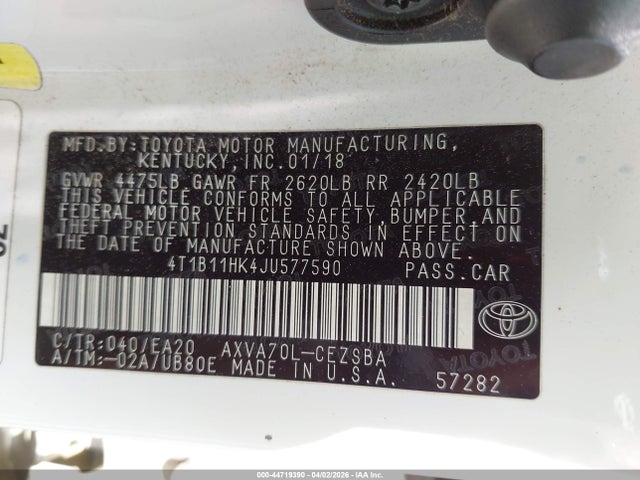 MFD.BY:TOYOTA MOTOR MANUFACTURING,
KENTUCKY, INC. 01/18
GVWR 4475LB GAWR FR 2620LB RR 2420LB
THIS VEHICLE CONFORMS TO ALL APPLICABLE
FEDERAL MOTOR VEHICLE SAFETY, BUMPER, AND
THEFT PREVENTION STANDARDS IN EFFECT ON
THE DATE OF MANUFACTURE SHOWN ABOVE.
4T1B11HK4JU577590 PASS.CAR
C/TR:040/EA20 AXVA70L-CEZSBA
A/TM:-02A/UB80E MADE IN U.S.A.
57282
TOYOTA
000-44719390 04/02/2026 - IAA Inc.